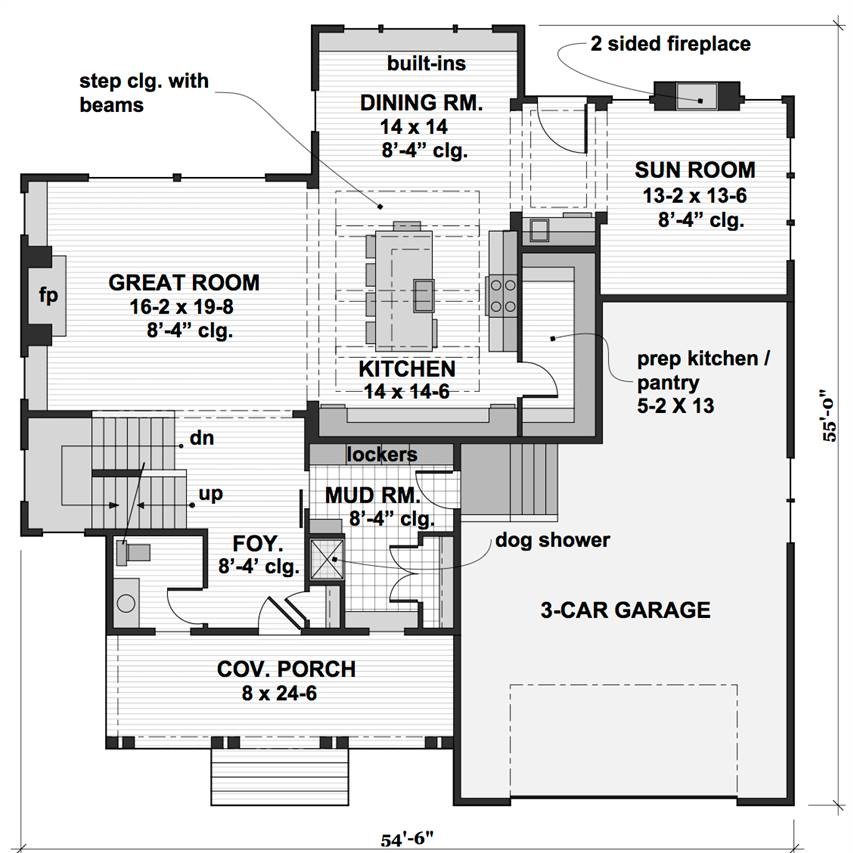 2 sided fireplace
built-ins
step clg. with
beams
DINING RM.
14 x 14
8’-4” clg.
SUN ROOM
13-2 x 13-6
8’-4” clg.
GREAT ROOM
16-2 x 19-8
8’-4” clg.
fp
KITCHEN
14 x 14-6
prep kitchen /
pantry
5-2 X 13
55'-0"
dn
lockers
up
MUD RM.
8’-4” clg.
FOY.
8’-4’ clg.
dog shower
3-CAR GARAGE
COV. PORCH
8 x 24-6
54'-6"